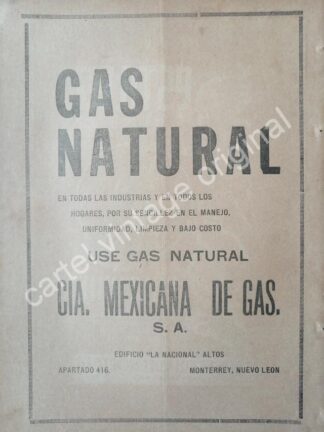 GAS
NATURAL
EN TODAS LAS INDUSTRIAS Y EN TODOS LOS
HOGARES, POR SU SENCILLEZ EN EL MANEJO,
UNIFORMIDAD, LIMPIEZA Y BAJO COSTO
USE GAS NATURAL
CIA. MEXICANA DE GAS.
S. A.
EDIFICIO "LA NACIONAL" ALTOS
APARTADO 416. MONTERREY, NUEVO LEON
cartel vintage original